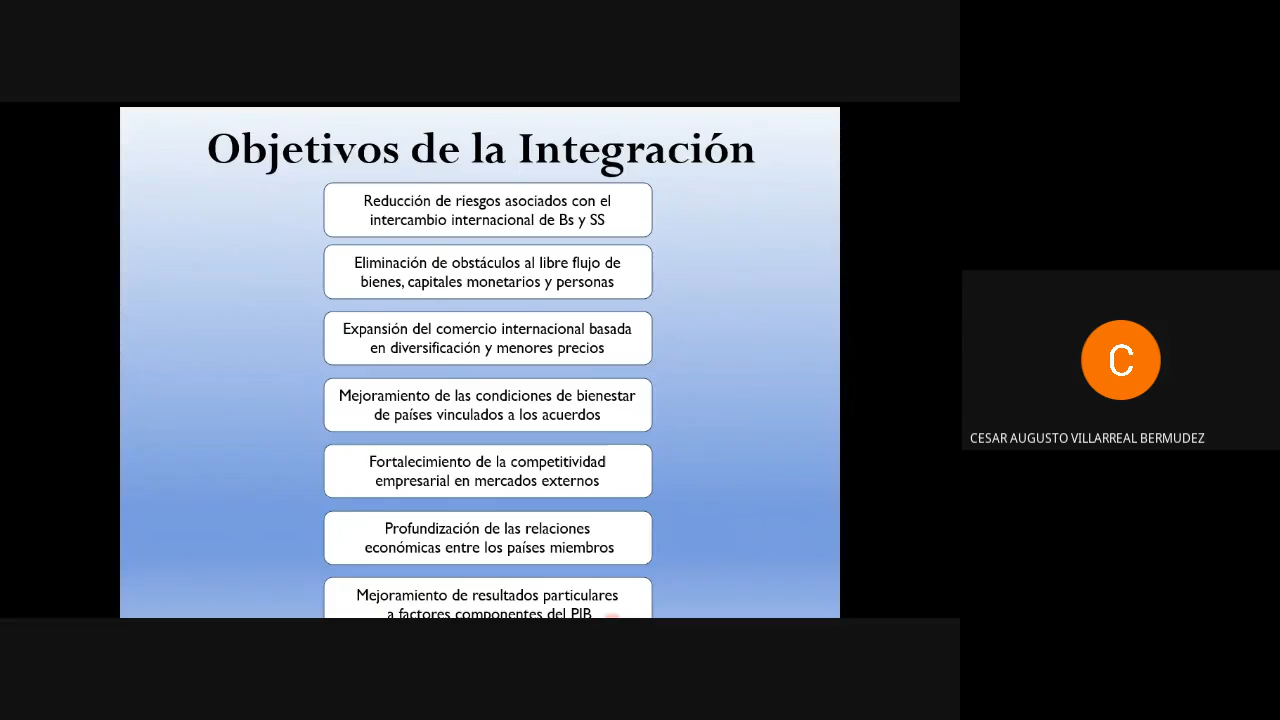 Objetivos de la Integración
Reducción de riesgos asociados con el
intercambio internacional de Bs y SS
Eliminación de obstáculos al libre flujo de
bienes, capitales monetarios y personas
Expansión del comercio internacional basada
en diversificación y menores precios
Mejoramiento de las condiciones de bienestar
de países vinculados a los acuerdos
Fortalecimiento de la competitividad
empresarial en mercados externos
Profundización de las relaciones
económicas entre los países miembros
Mejoramiento de resultados particulares
a factores componentes del PIB
C
CESAR AUGUSTO VILLARREAL BERMUDEZ